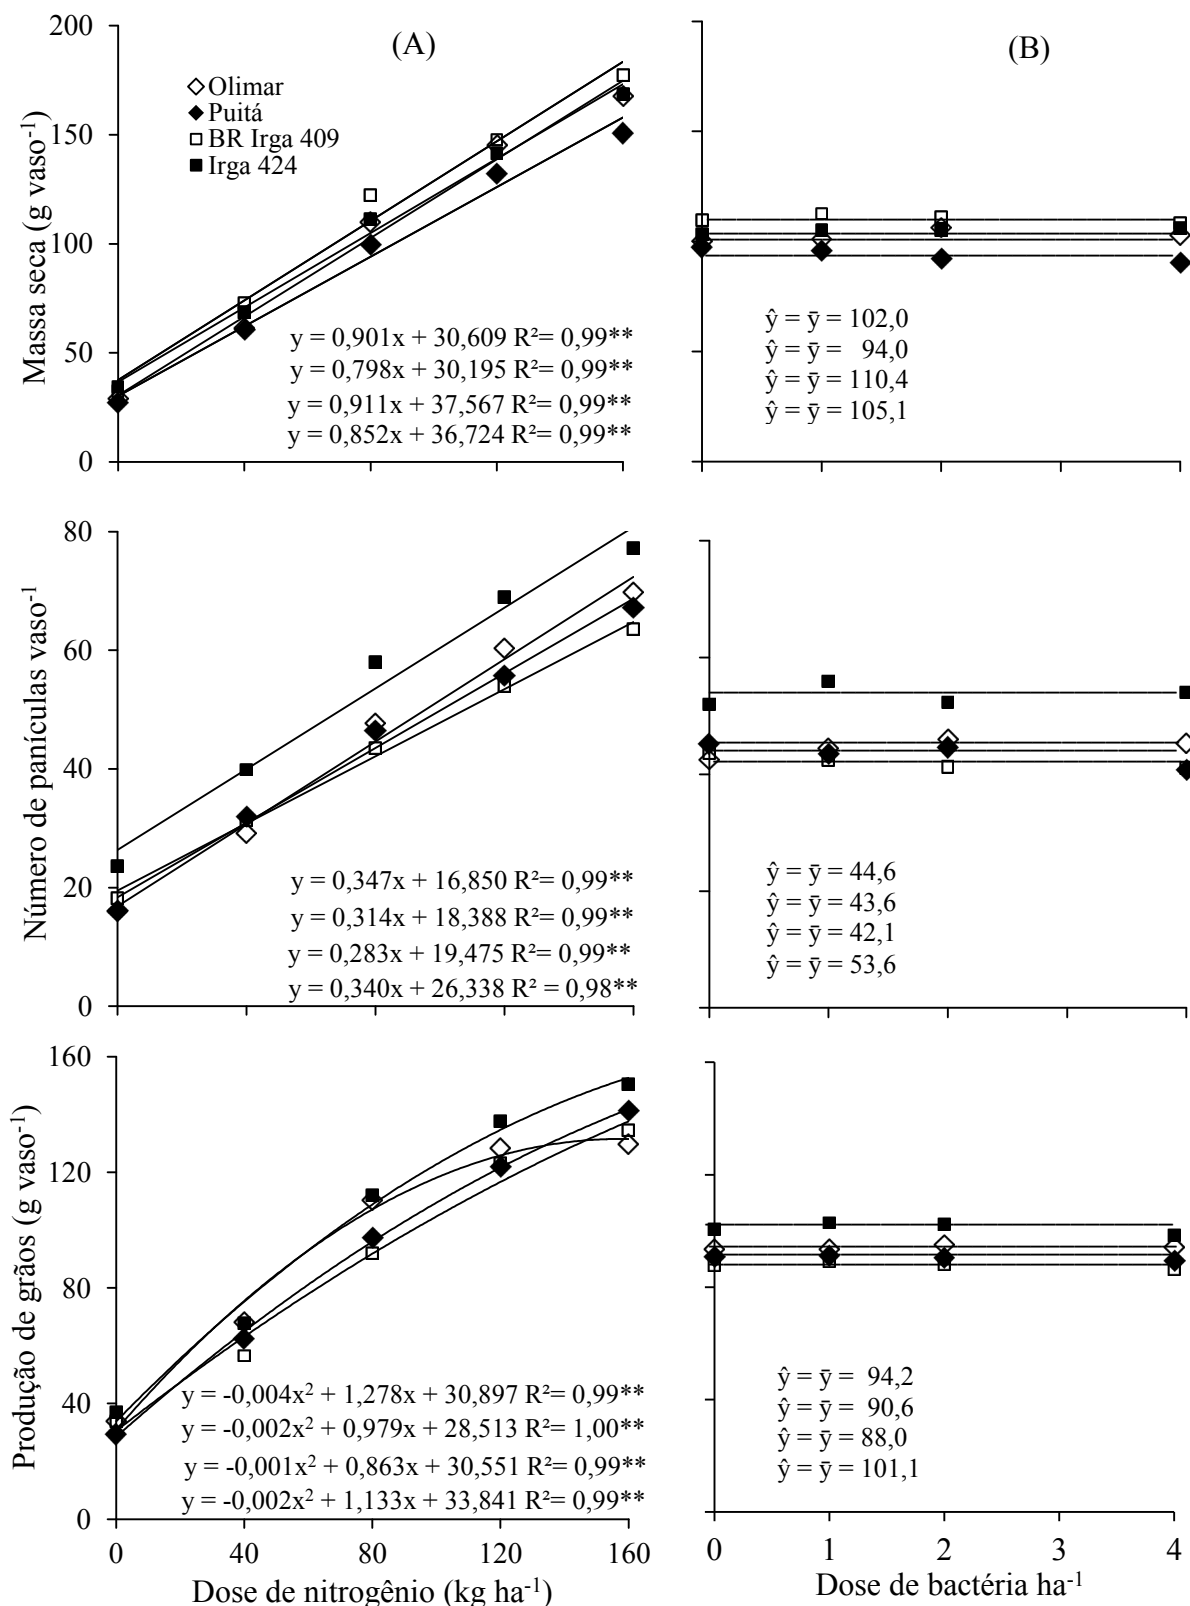 (A)
200
150
100
50
0
Massa seca (g vaso-1)
Olimar
Puitá
BR Irga 409
Irga 424
y = 0,901x + 30,609 R²= 0,99**
y = 0,798x + 30,195 R²= 0,99**
y = 0,911x + 37,567 R²= 0,99**
y = 0,852x + 36,724 R²= 0,99**
(B)
ŷ = ȳ = 102,0
ŷ = ȳ = 94,0
ŷ = ȳ = 110,4
ŷ = ȳ = 105,1
80
60
40
20
0
Número de panículas vaso-1
y = 0,347x + 16,850 R²= 0,99**
y = 0,314x + 18,388 R²= 0,99**
y = 0,283x + 19,475 R²= 0,99**
y = 0,340x + 26,338 R² = 0,98**
ŷ = ȳ = 44,6
ŷ = ȳ = 43,6
ŷ = ȳ = 42,1
ŷ = ȳ = 53,6
160
120
80
40
0
Produção de grãos (g vaso-1)
y = -0,004x² + 1,278x + 30,897 R²= 0,99**
y = -0,002x² + 0,979x + 28,513 R²= 1,00**
y = -0,001x² + 0,863x + 30,551 R²= 0,99**
y = -0,002x² + 1,133x + 33,841 R²= 0,99**
0 40 80 120 160
Dose de nitrogênio (kg ha-1)
ŷ = ȳ = 94,2
ŷ = ȳ = 90,6
ŷ = ȳ = 88,0
ŷ = ȳ = 101,1
0 1 2 3 4
Dose de bactéria ha-1